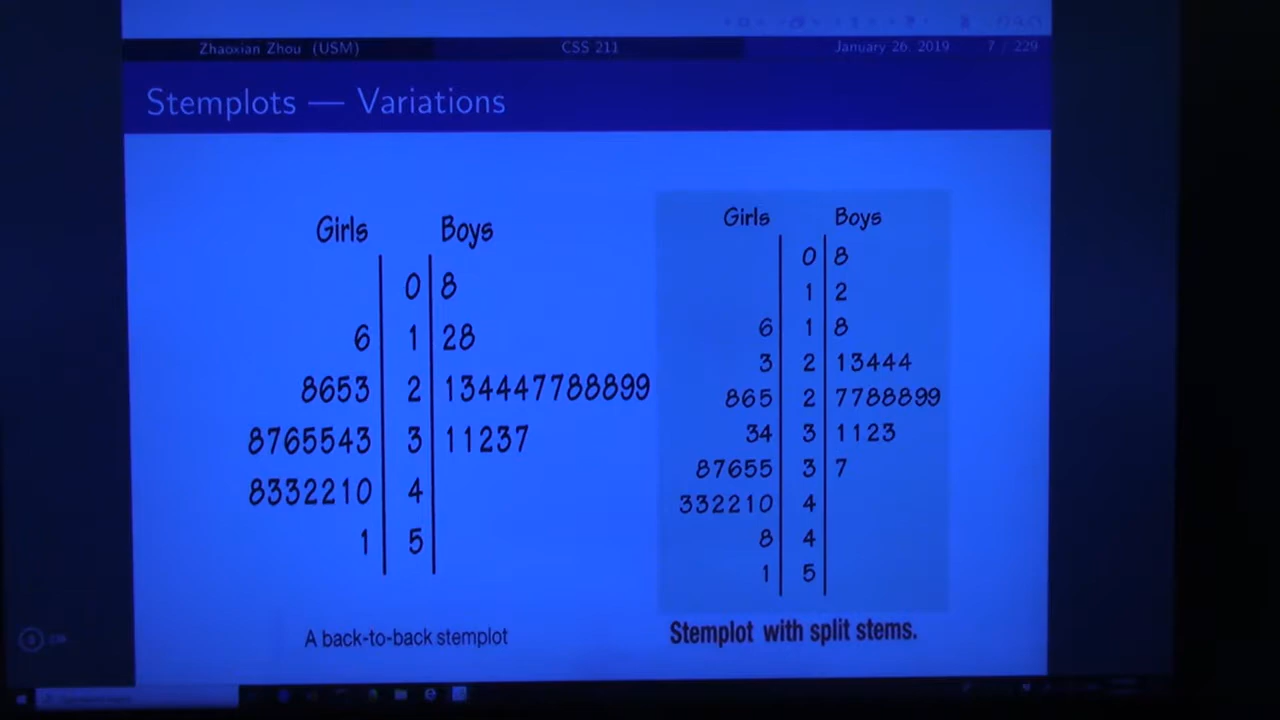 Zhaoxian Zhou (USM) CSS 211 January 26, 2019 7 / 229
Stemplots — Variations
Girls Boys
0 8
6 1 28
8653 2 134447788899
8765543 3 11237
8332210 4
1 5
A back-to-back stemplot
Girls Boys
0 8
1 2
6 1 8
3 2 13444
865 2 7788899
34 3 1123
87655 3 7
332210 4
8 4
1 5
Stemplot with split stems.